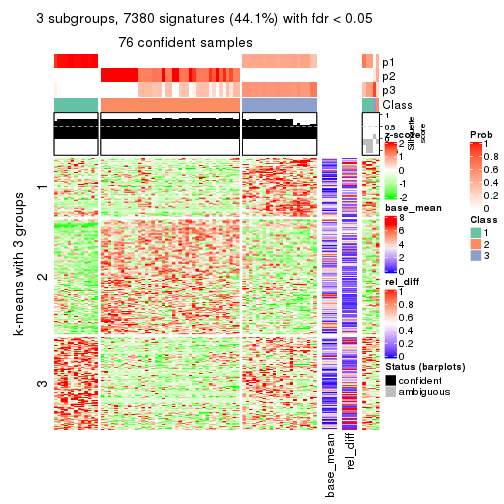 3 subgroups, 7380 signatures (44.1%) with fdr < 0.05
76 confident samples
p1
p2
p3
Class
1
0.5
0
Silhouette
score
k-means with 3 groups
1
2
3
base_mean
rel_diff
z-score
2
1
0
-1
-2
base_mean
8
6
4
2
0
rel_diff
1
0.8
0.6
0.4
0.2
0
Status (barplots)
confident
ambiguous
Prob
1
0.8
0.6
0.4
0.2
0
Class
1
2
3